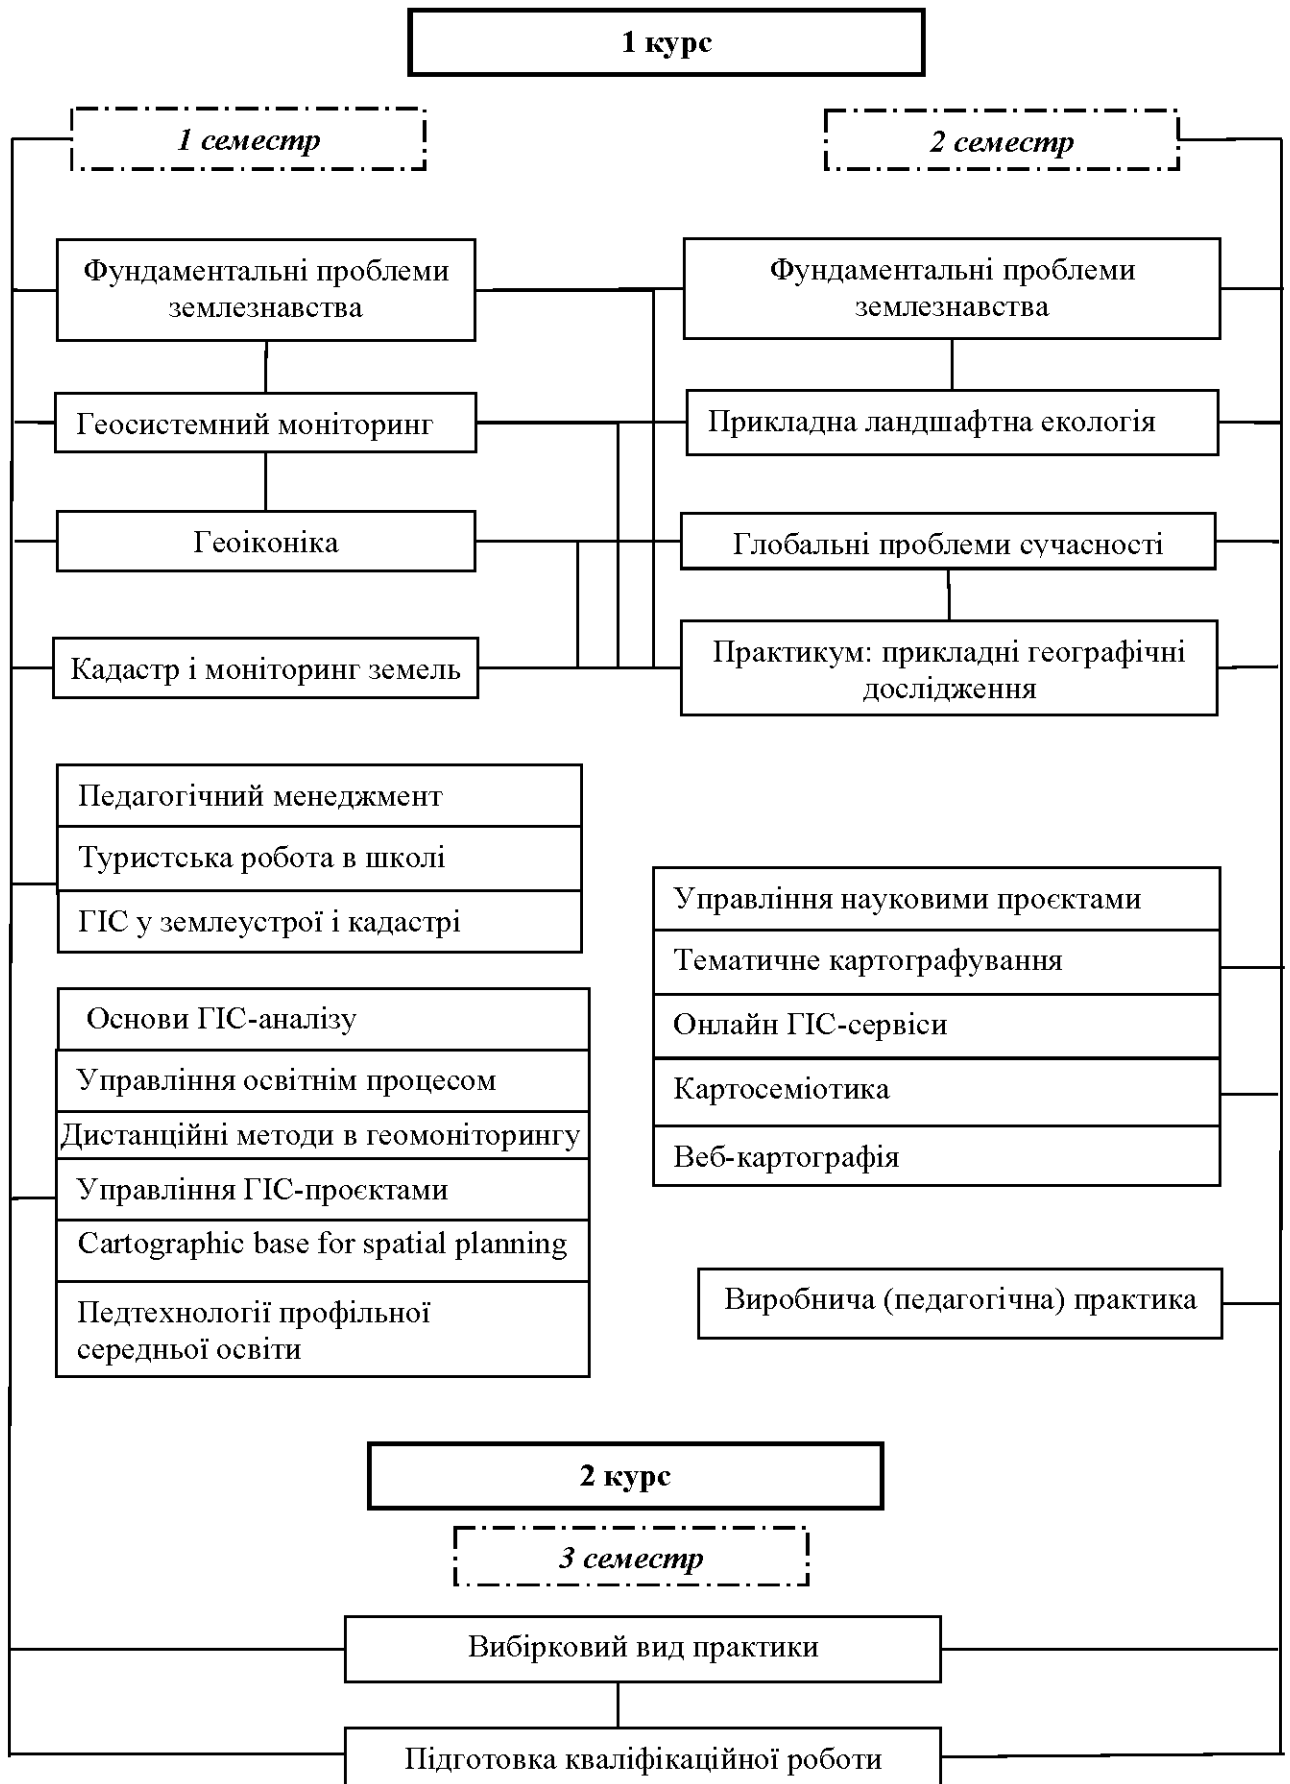 1 курс
1 семестр
2 семестр
Фундаментальні проблеми
землезнавства
Фундаментальні проблеми
землезнавства
Геосистемний моніторинг
Прикладна ландшафтна екологія
Геоіконіка
Глобальні проблеми сучасності
Кадастр і моніторинг земель
Практикум: прикладні географічні
дослідження
Педагогічний менеджмент
Туристська робота в школі
ГІС у землеустрої і кадастрі
Основи ГІС-аналізу
Управління освітнім процесом
Дистанційні методи в геомоніторингу
Управління ГІС-проєктами
Cartographic base for spatial planning
Педтехнології профільної
середньої освіти
Управління науковими проєктами
Тематичне картографування
Онлайн ГІС-сервіси
Картосеміотика
Веб-картографія
Виробнича (педагогічна) практика
2 курс
3 семестр
Вибірковий вид практики
Підготовка кваліфікаційної роботи